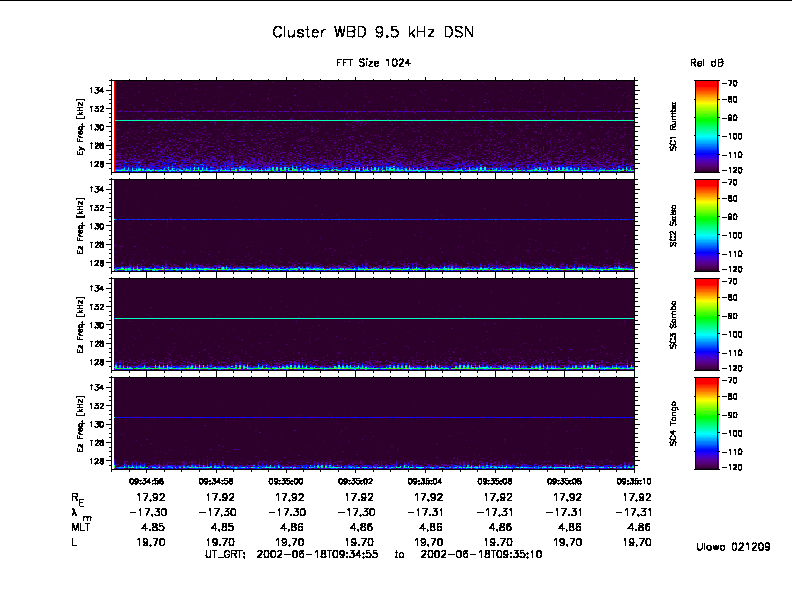 Cluster WBD 9.5 kHz DSN
FFT Size 1024
Rel dB
134
132
130
128
126
Ey Freq. [kHz]
SC1 Rumba
-70
-80
-90
-100
-110
-120
134
132
130
128
126
Ez Freq. [kHz]
SC2 Salsa
-70
-80
-90
-100
-110
-120
134
132
130
128
126
Ez Freq. [kHz]
SC3 Samba
-70
-80
-90
-100
-110
-120
134
132
130
128
126
Ez Freq. [kHz]
SC4 Tango
-70
-80
-90
-100
-110
-120
09:34:56 09:34:58 09:35:00 09:35:02 09:35:04 09:35:06 09:35:08 09:35:10
R_E 17.92 17.92 17.92 17.92 17.92 17.92 17.92 17.92
λ_m -17.30 -17.30 -17.30 -17.30 -17.31 -17.31 -17.31 -17.31
MLT 4.85 4.85 4.86 4.86 4.86 4.86 4.86 4.86
L 19.70 19.70 19.70 19.70 19.70 19.70 19.70 19.70
UT_GRT: 2002-06-18T09:34:55 to 2002-06-18T09:35:10
UIowa 021209